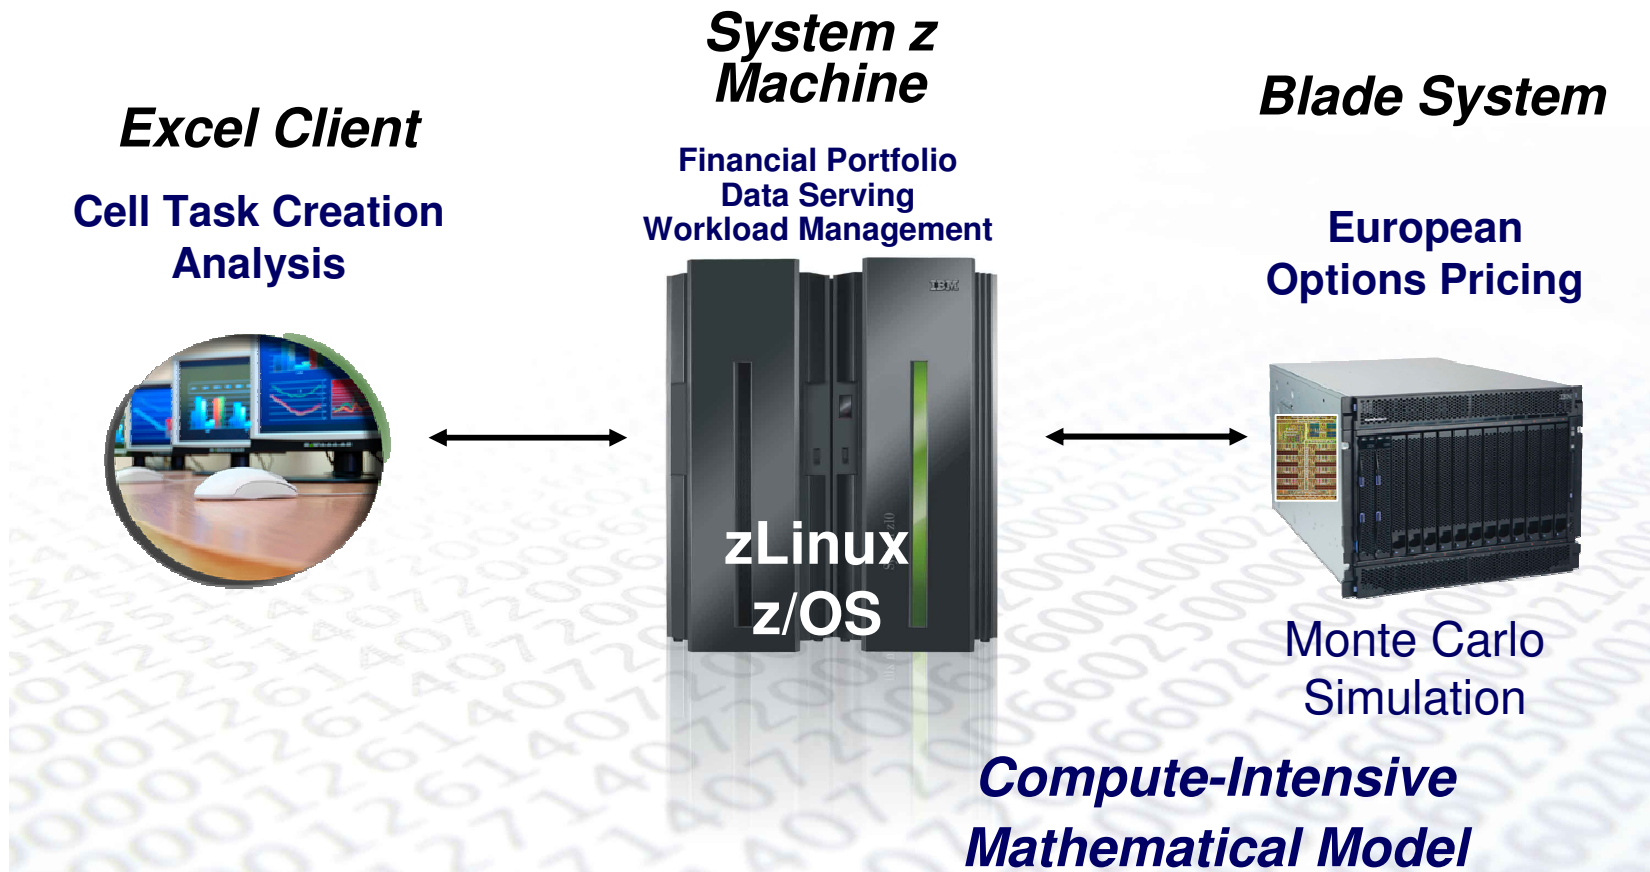 System z
Machine
Excel Client
Blade System
Financial Portfolio
Data Serving
Workload Management
Cell Task Creation
Analysis
European
Options Pricing
IBM
zLinux
z/OS
Monte Carlo
Simulation
Compute-Intensive
Mathematical Model